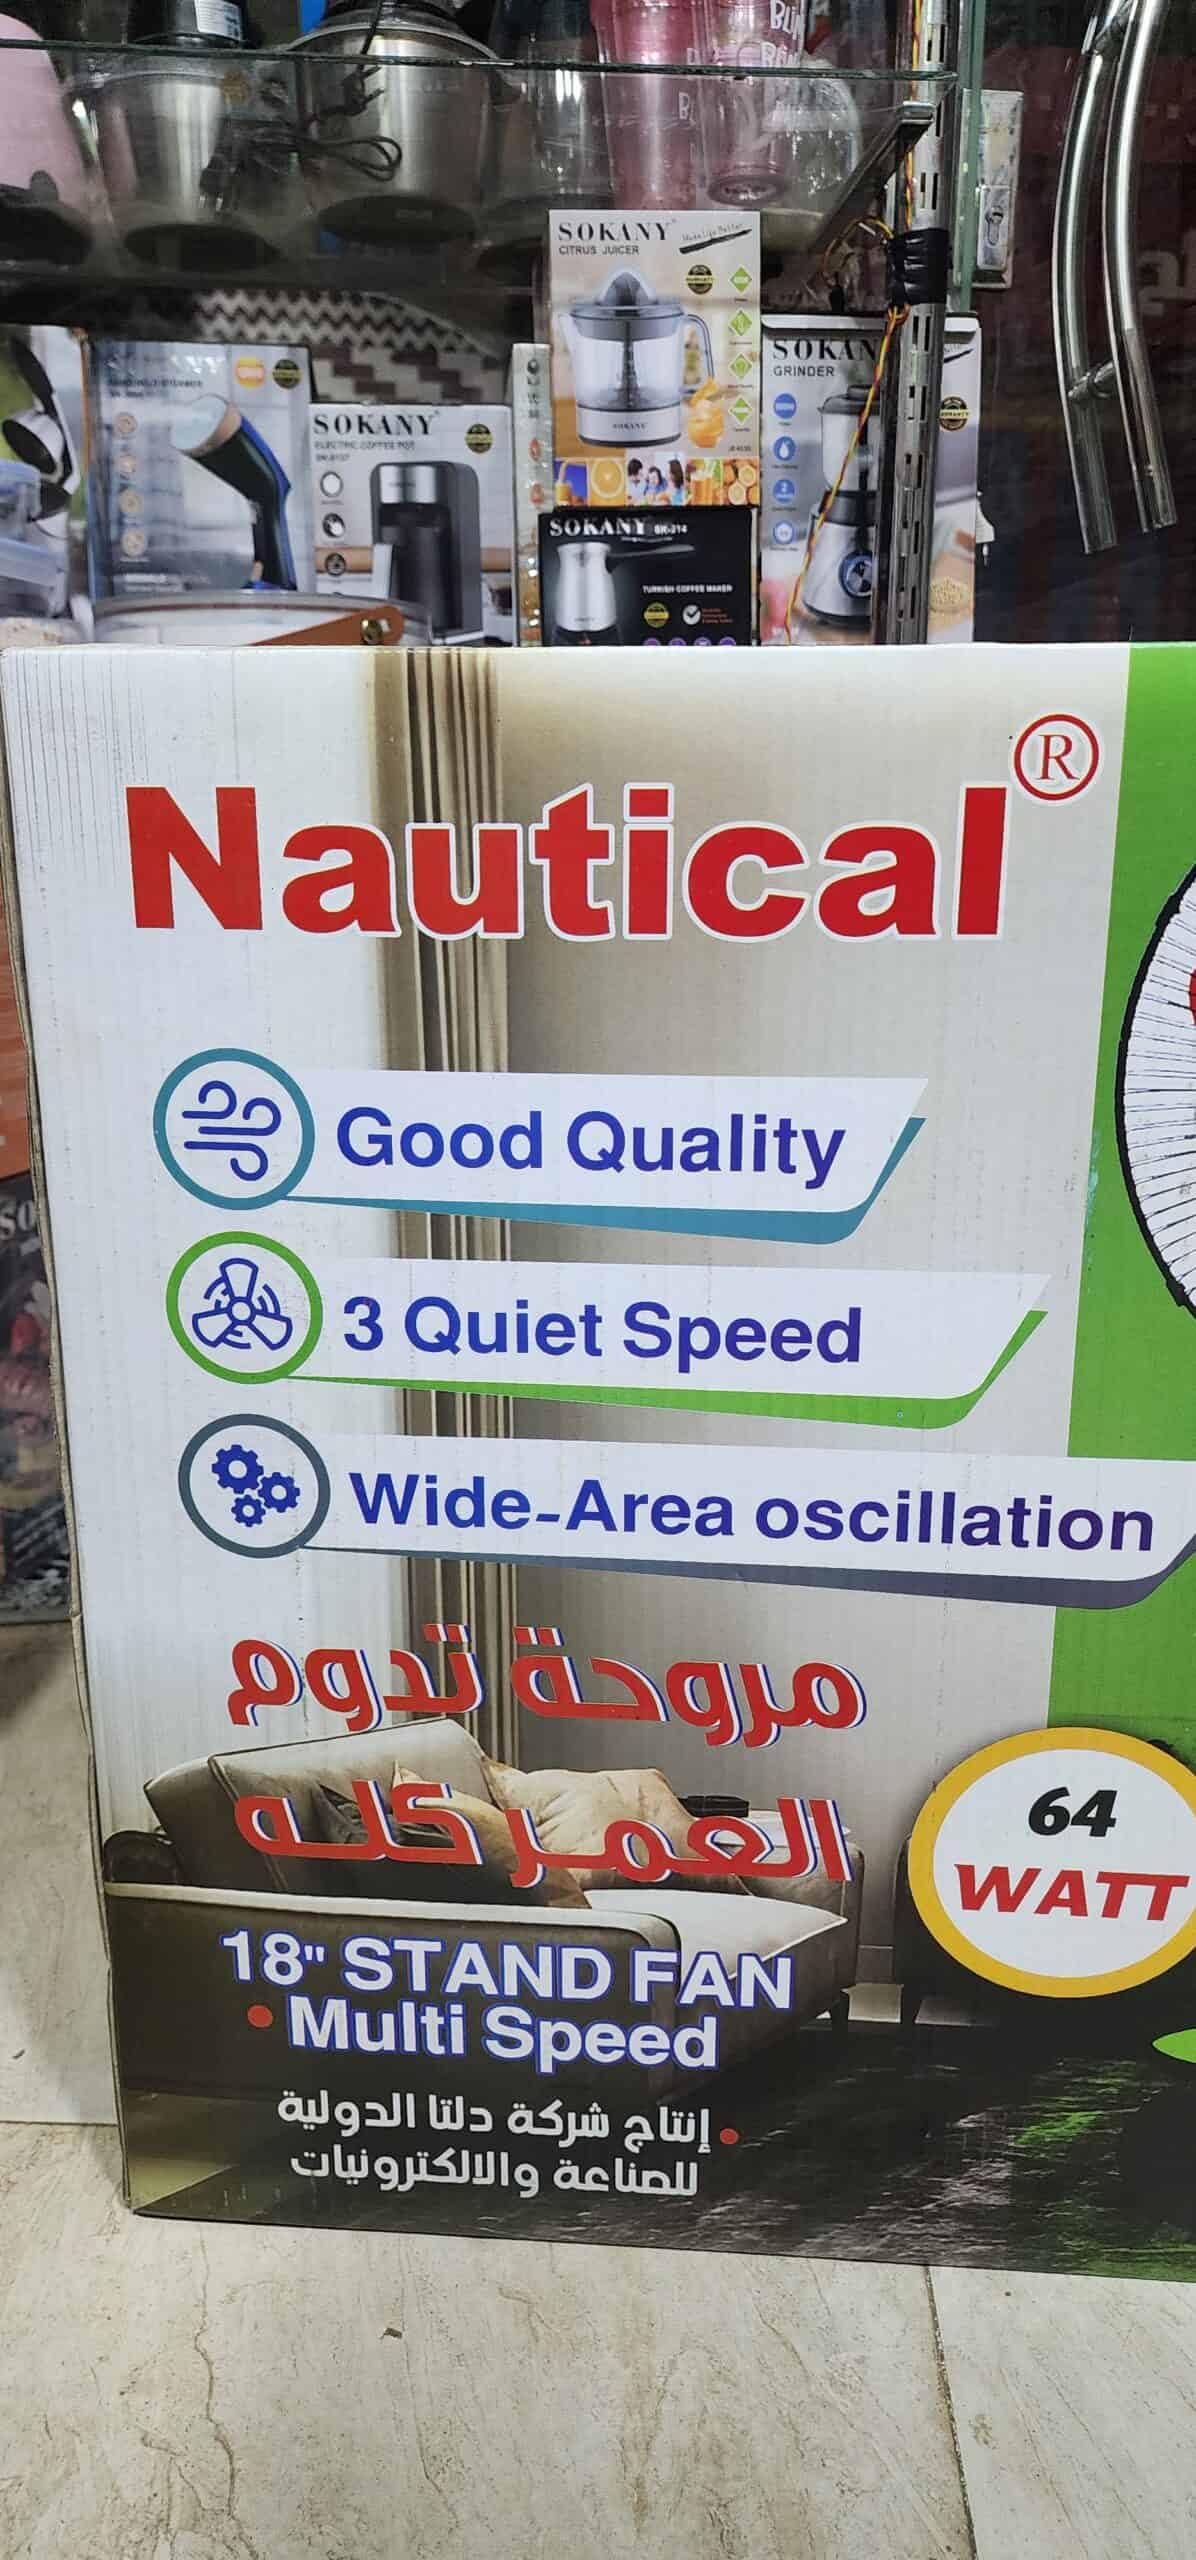 BLIN
SOKANY
CITRUS JUICER
SOKANY
GRINDER
SOKANY
ELECTRIC COFFEE POT
SOKANY SK-214
TURKISH COFFEE MAKER
Nautical®
Good Quality
3 Quiet Speed
Wide-Area oscillation
مروحة تدوم
العمر كله
64
WATT
18" STAND FAN
• Multi Speed
• إنتاج شركة دلتا الدولية
للصناعة والالكترونيات